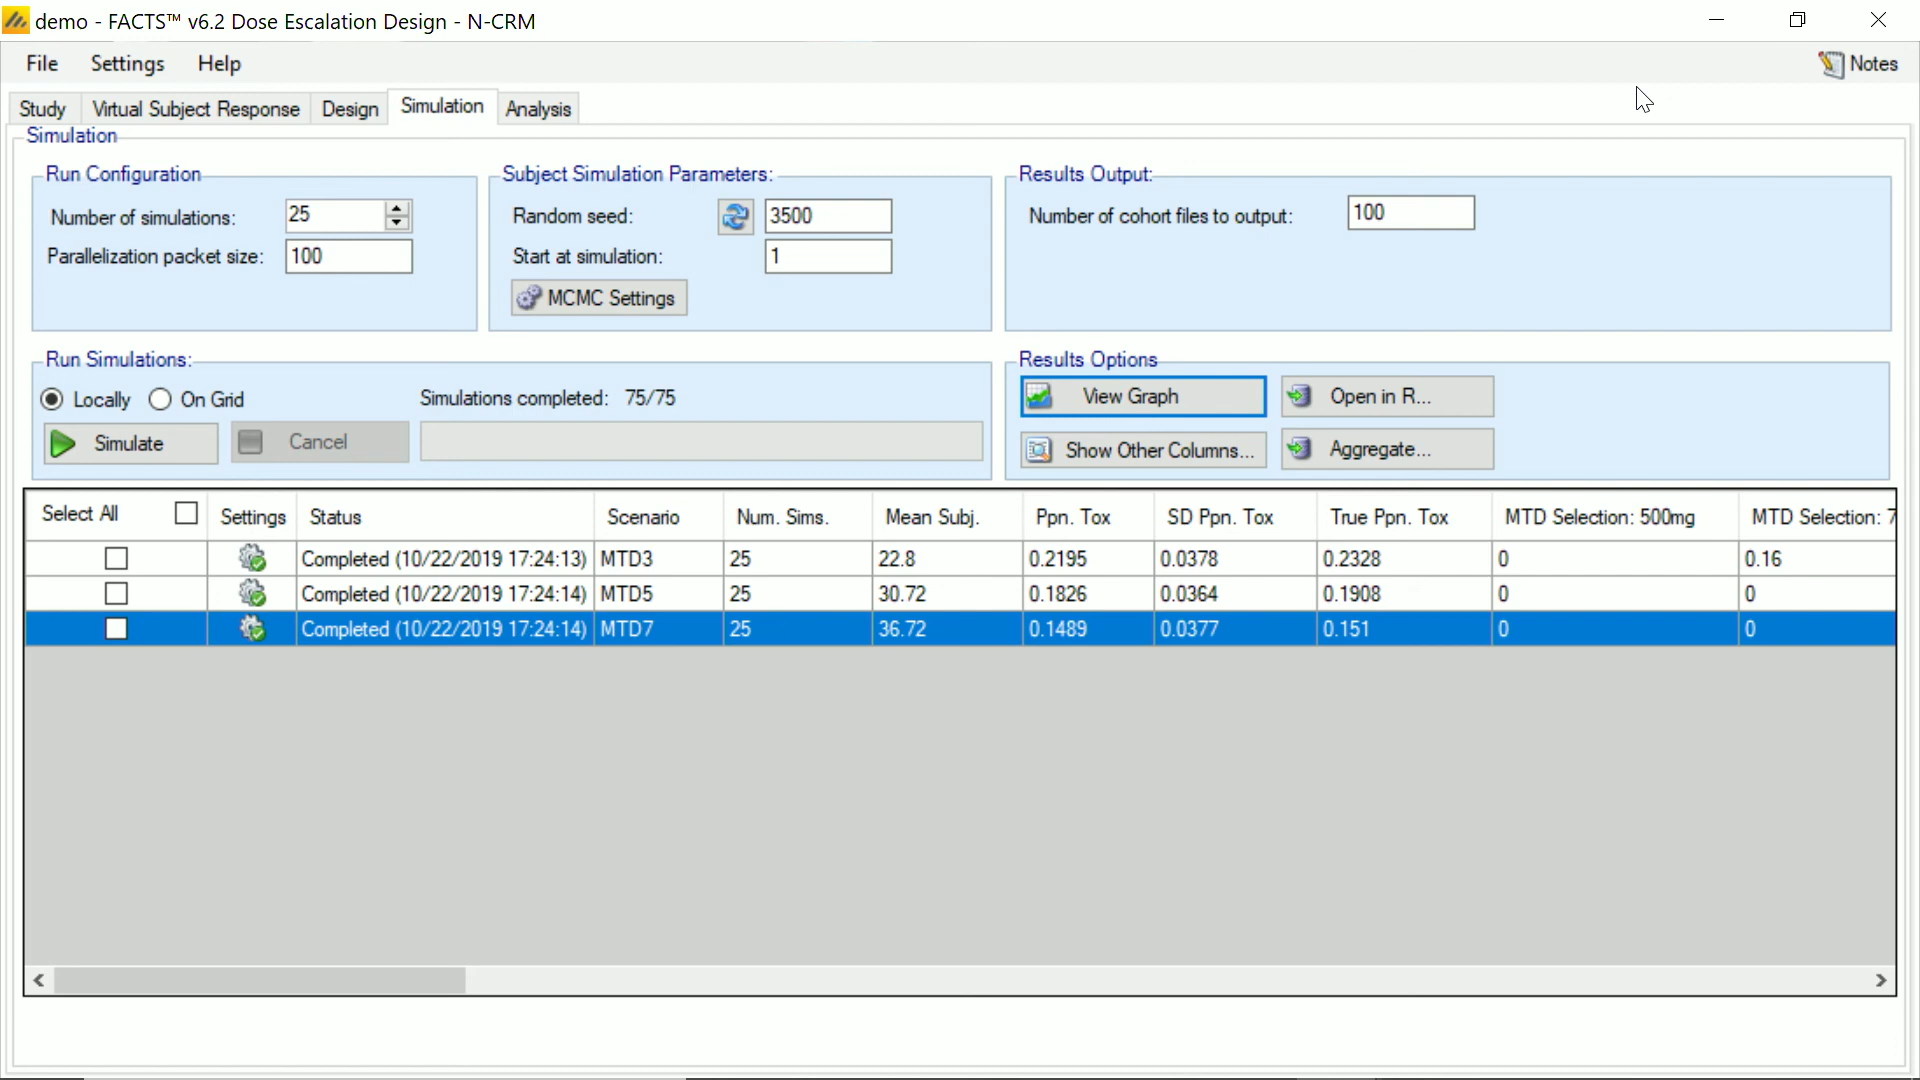 demo - FACTS™ v6.2 Dose Escalation Design - N-CRM
File Settings Help Notes
Study Virtual Subject Response Design Simulation Analysis
Simulation
Run Configuration
Number of simulations: 25
Parallelization packet size: 100
Subject Simulation Parameters:
Random seed: 3500
Start at simulation: 1
MCMC Settings
Results Output:
Number of cohort files to output: 100
Run Simulations:
Locally On Grid Simulations completed: 75/75
Simulate Cancel
Results Options
View Graph Open in R...
Show Other Columns... Aggregate...
Select All Settings Status Scenario Num. Sims. Mean Subj. Ppn. Tox SD Ppn. Tox True Ppn. Tox MTD Selection: 500mg MTD Selection: 7
Completed (10/22/2019 17:24:13) MTD3 25 22.8 0.2195 0.0378 0.2328 0 0.16
Completed (10/22/2019 17:24:14) MTD5 25 30.72 0.1826 0.0364 0.1908 0 0
Completed (10/22/2019 17:24:14) MTD7 25 36.72 0.1489 0.0377 0.151 0 0